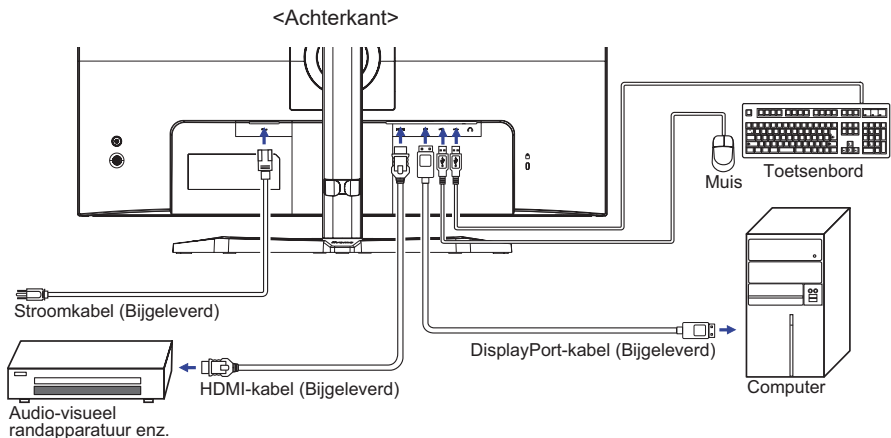 <Achterkant>
Muis
Toetsenbord
Stroomkabel (Bijgeleverd)
DisplayPort-kabel (Bijgeleverd)
HDMI-kabel (Bijgeleverd)
Computer
Audio-visueel
randapparatuur enz.